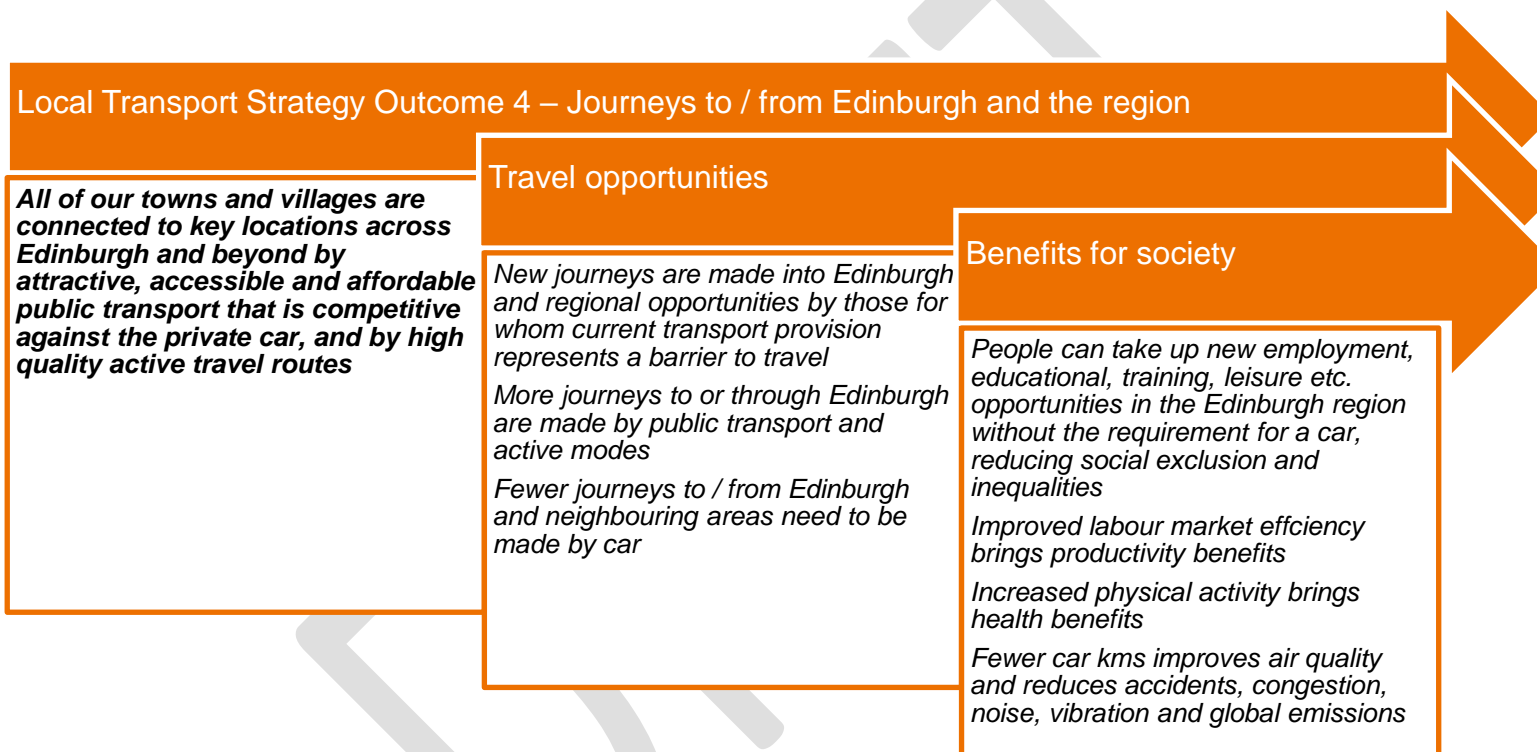 Local Transport Strategy Outcome 4 – Journeys to / from Edinburgh and the region
All of our towns and villages are
connected to key locations across
Edinburgh and beyond by
attractive, accessible and affordable
public transport that is competitive
against the private car, and by high
quality active travel routes
Travel opportunities
New journeys are made into Edinburgh
and regional opportunities by those for
whom current transport provision
represents a barrier to travel
More journeys to or through Edinburgh
are made by public transport and
active modes
Fewer journeys to / from Edinburgh
and neighbouring areas need to be
made by car
Benefits for society
People can take up new employment,
educational, training, leisure etc.
opportunities in the Edinburgh region
without the requirement for a car,
reducing social exclusion and
inequalities
Improved labour market effciency
brings productivity benefits
Increased physical activity brings
health benefits
Fewer car kms improves air quality
and reduces accidents, congestion,
noise, vibration and global emissions